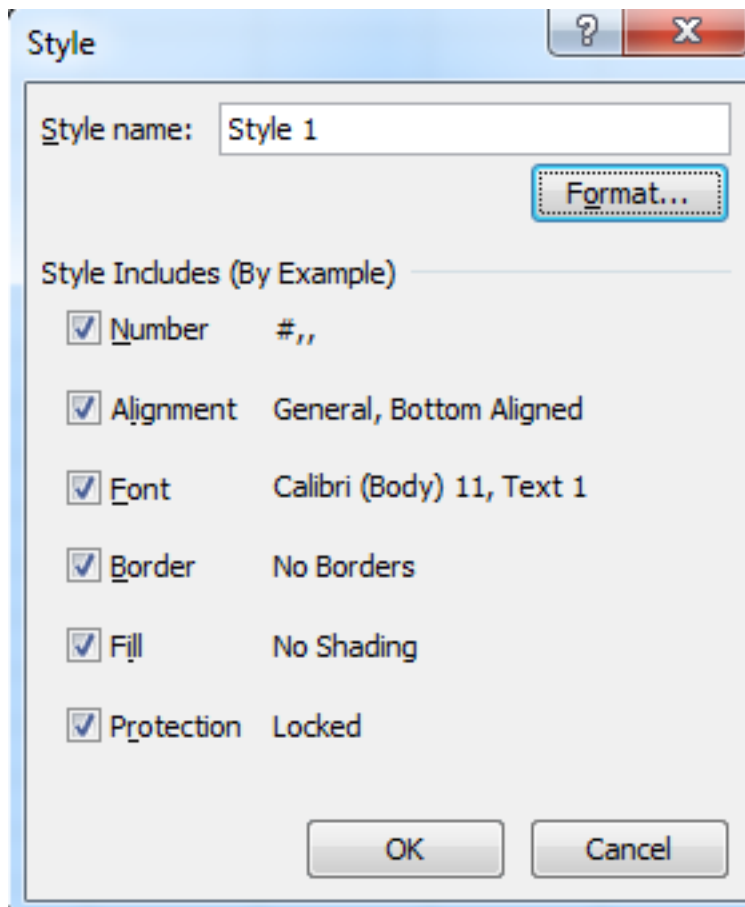 Style
Style name: Style 1
Format...
Style Includes (By Example)
Number #,,
Alignment General, Bottom Aligned
Font Calibri (Body) 11, Text 1
Border No Borders
Fill No Shading
Protection Locked
OK Cancel